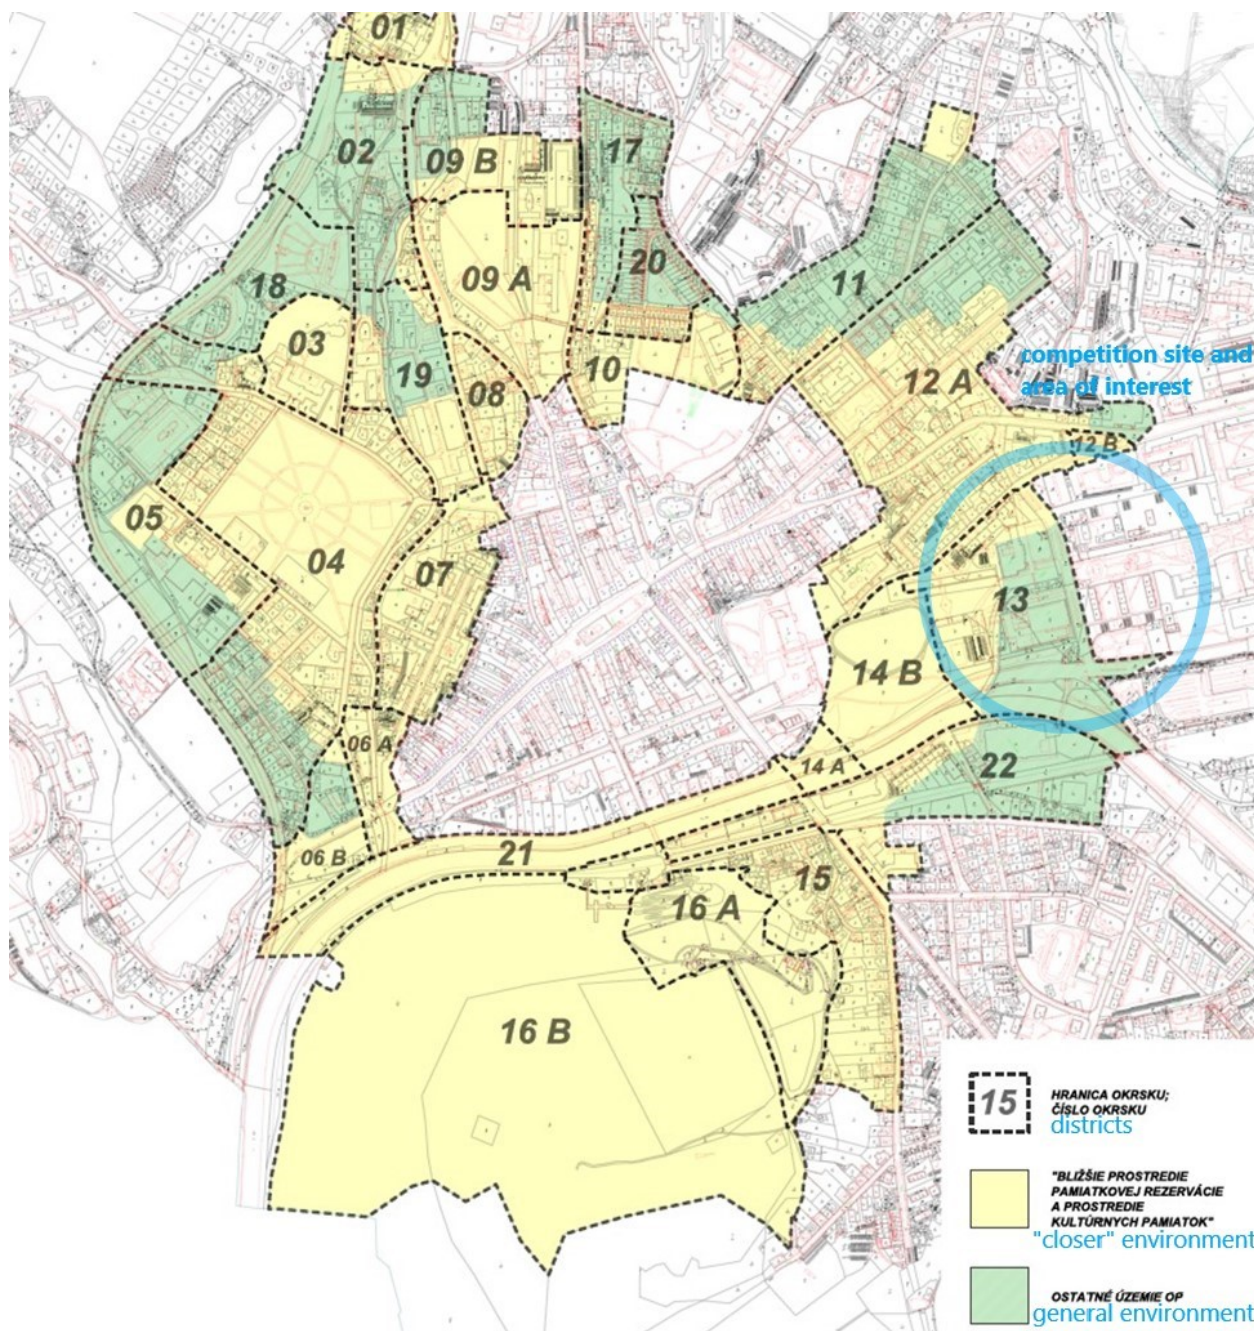 01
02
09 B
17
18
09 A
20
11
03
19
08
10
12 A
competition site and
area of interest
12 B
05
04
07
13
14 B
06 A
14 A
22
06 B
21
15
16 A
16 B
15
HRANICA OKRSKU;
ČÍSLO OKRSKU
districts
"BLIŽŠIE PROSTREDIE
PAMIATKOVEJ REZERVÁCIE
A PROSTREDIE
KULTÚRNYCH PAMIATOK"
"closer" environment
OSTATNÉ ÚZEMIE OP
general environment